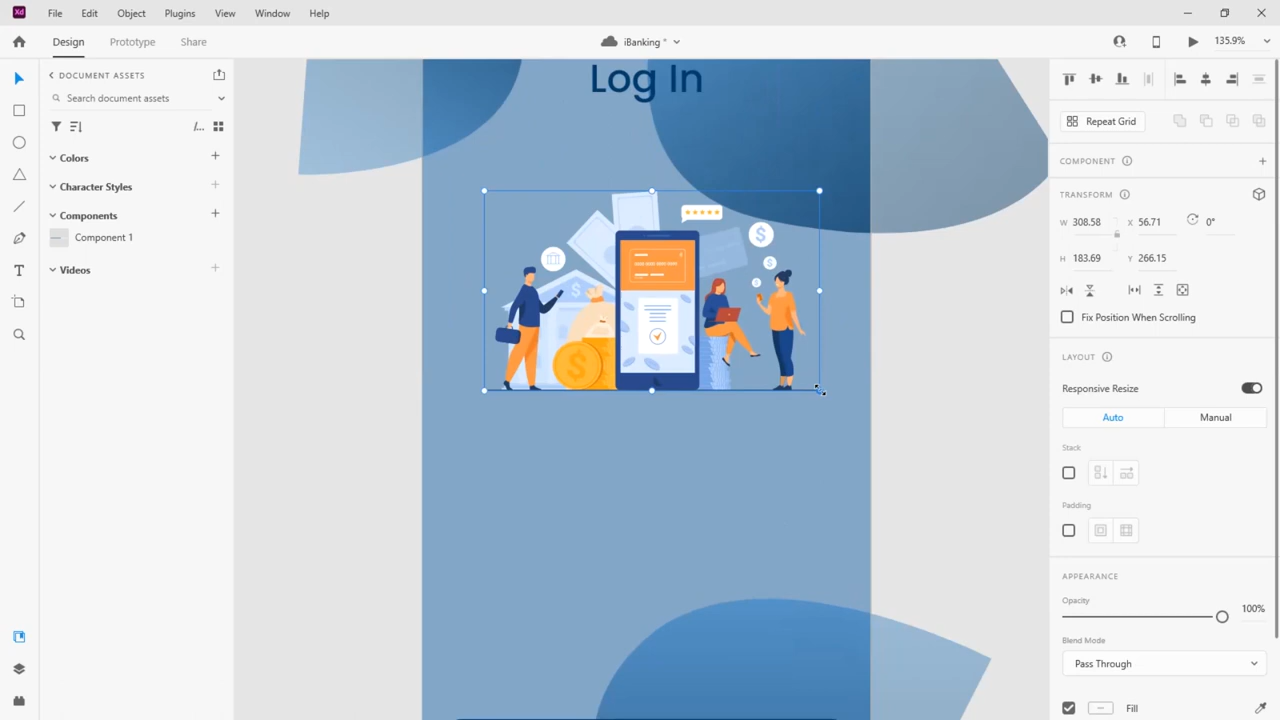 Xd File Edit Object Plugins View Window Help
Design Prototype Share iBanking * 135.9%
DOCUMENT ASSETS
Search document assets
Colors
Character Styles
Components
Component 1
Videos
Log In
Repeat Grid
COMPONENT
TRANSFORM
W 308.58 X 56.71 0°
H 183.69 Y 266.15
Fix Position When Scrolling
LAYOUT
Responsive Resize
Auto Manual
Stack
Padding
APPEARANCE
Opacity
100%
Blend Mode
Pass Through
Fill